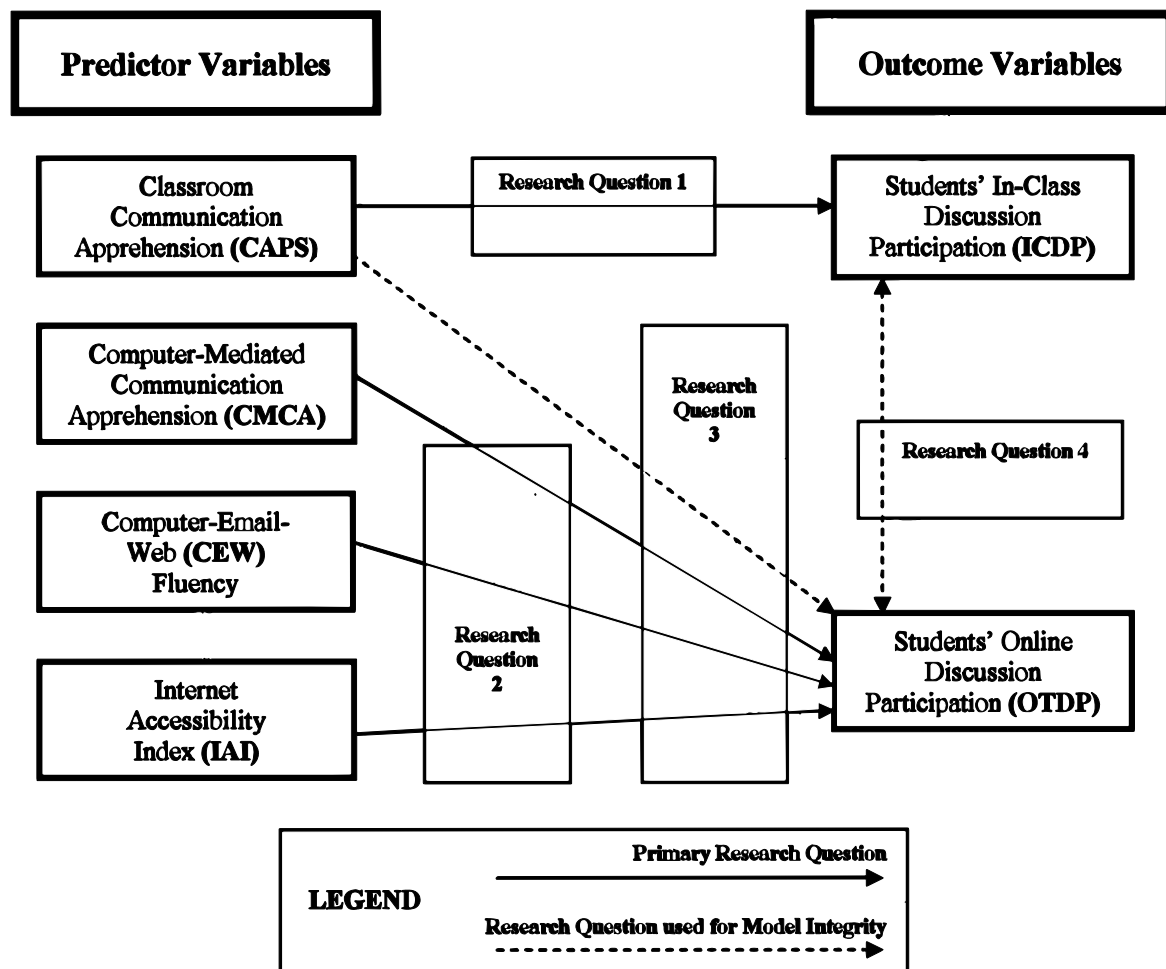 Predictor Variables
Outcome Variables
Classroom
Communication
Apprehension (CAPS)
Research Question 1
Students' In-Class
Discussion
Participation (ICDP)
Computer-Mediated
Communication
Apprehension (CMCA)
Research
Question
3
Research Question 4
Computer-Email-
Web (CEW)
Fluency
Research
Question
2
Students' Online
Discussion
Participation (OTDP)
Internet
Accessibility
Index (IAI)
LEGEND
Primary Research Question
Research Question used for Model Integrity